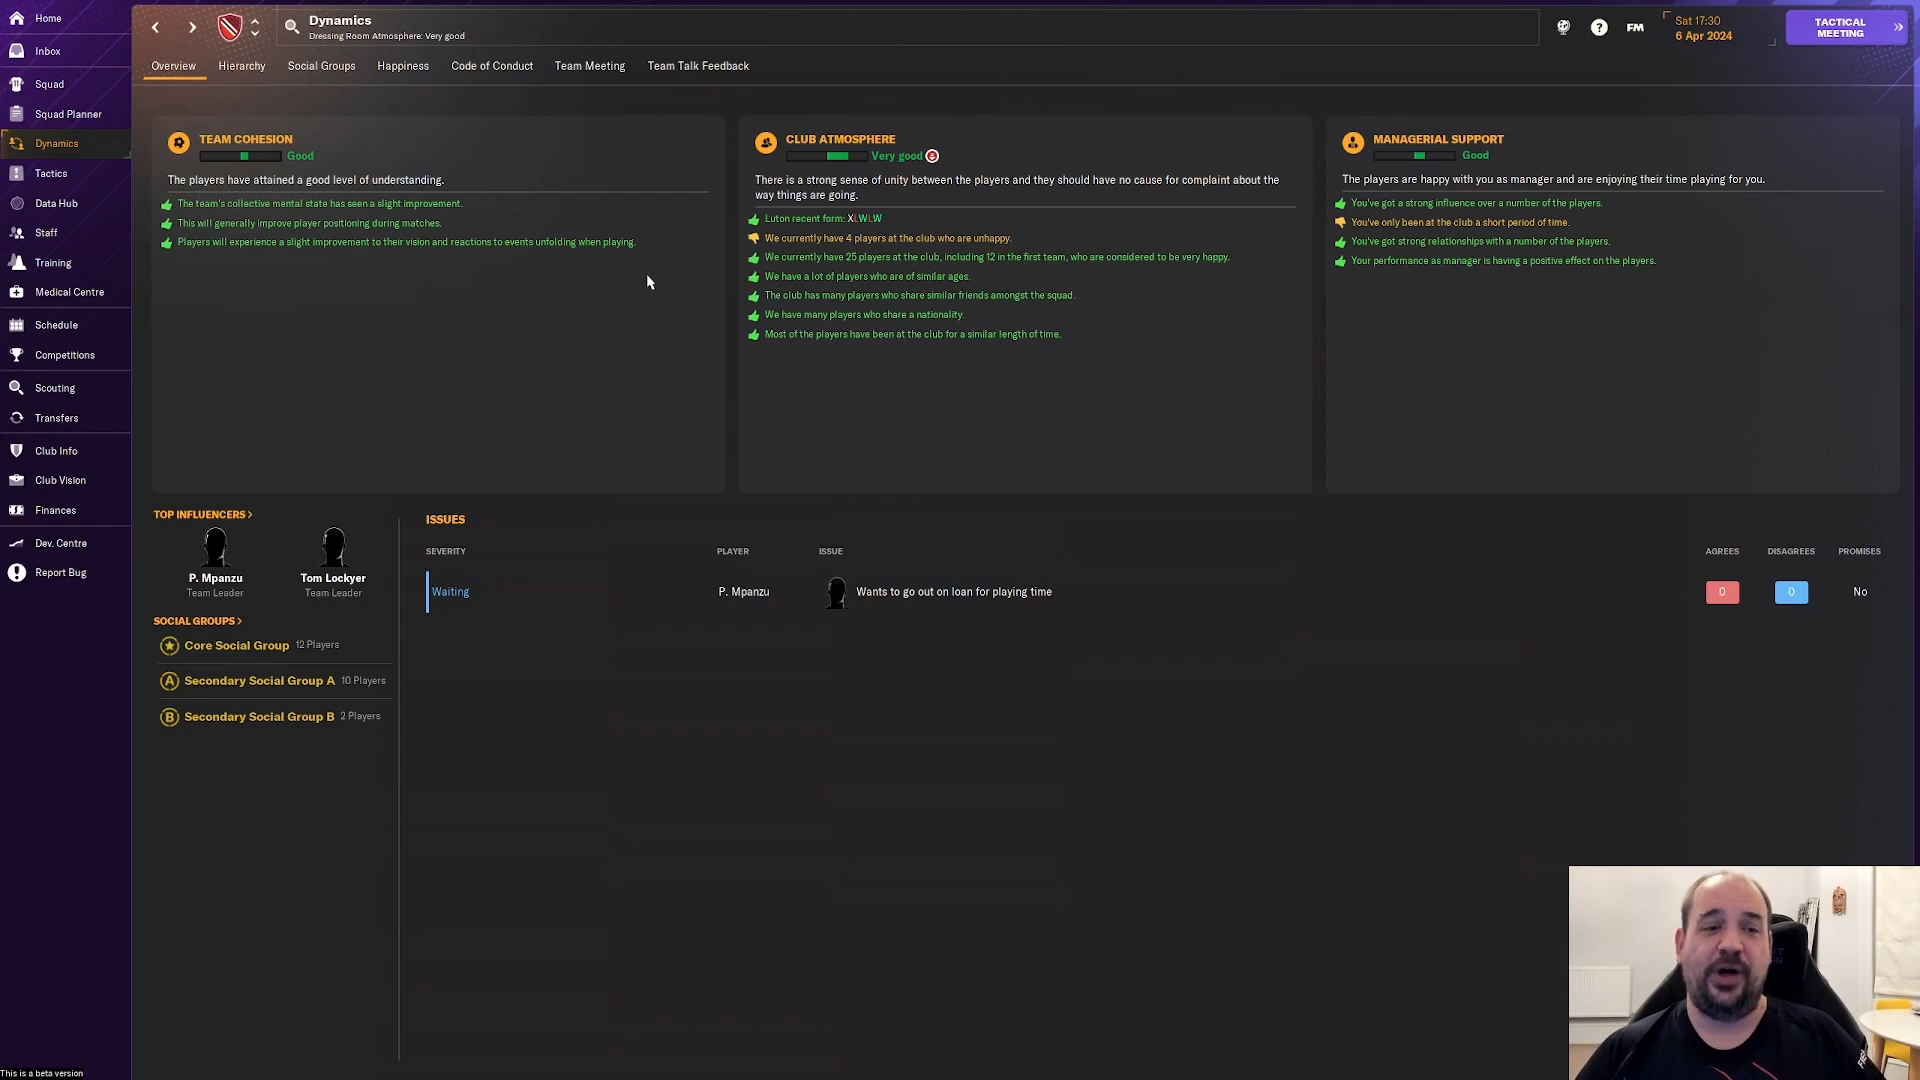 Home
Inbox
Squad
Squad Planner
Dynamics
Tactics
Data Hub
Staff
Training
Medical Centre
Schedule
Competitions
Scouting
Transfers
Club Info
Club Vision
Finances
Dev. Centre
Report Bug
This is a beta version
Dynamics
Dressing Room Atmosphere: Very good
FM
Sat 17:30
6 Apr 2024
TACTICAL
MEETING
Overview
Hierarchy
Social Groups
Happiness
Code of Conduct
Team Meeting
Team Talk Feedback
TEAM COHESION
Good
The players have attained a good level of understanding.
The team's collective mental state has seen a slight improvement.
This will generally improve player positioning during matches.
Players will experience a slight improvement to their vision and reactions to events unfolding when playing.
CLUB ATMOSPHERE
Very good
There is a strong sense of unity between the players and they should have no cause for complaint about the
way things are going.
Luton recent form: XLWLW
We currently have 4 players at the club who are unhappy.
We currently have 25 players at the club, including 12 in the first team, who are considered to be very happy.
We have a lot of players who are of similar ages.
The club has many players who share similar friends amongst the squad.
We have many players who share a nationality.
Most of the players have been at the club for a similar length of time.
MANAGERIAL SUPPORT
Good
The players are happy with you as manager and are enjoying their time playing for you.
You've got a strong influence over a number of the players.
You've only been at the club a short period of time.
You've got strong relationships with a number of the players.
Your performance as manager is having a positive effect on the players.
TOP INFLUENCERS >
P. Mpanzu
Team Leader
Tom Lockyer
Team Leader
SOCIAL GROUPS >
Core Social Group 12 Players
A Secondary Social Group A 10 Players
B Secondary Social Group B 2 Players
ISSUES
SEVERITY PLAYER ISSUE AGREES DISAGREES PROMISES
Waiting P. Mpanzu Wants to go out on loan for playing time 0 0 No